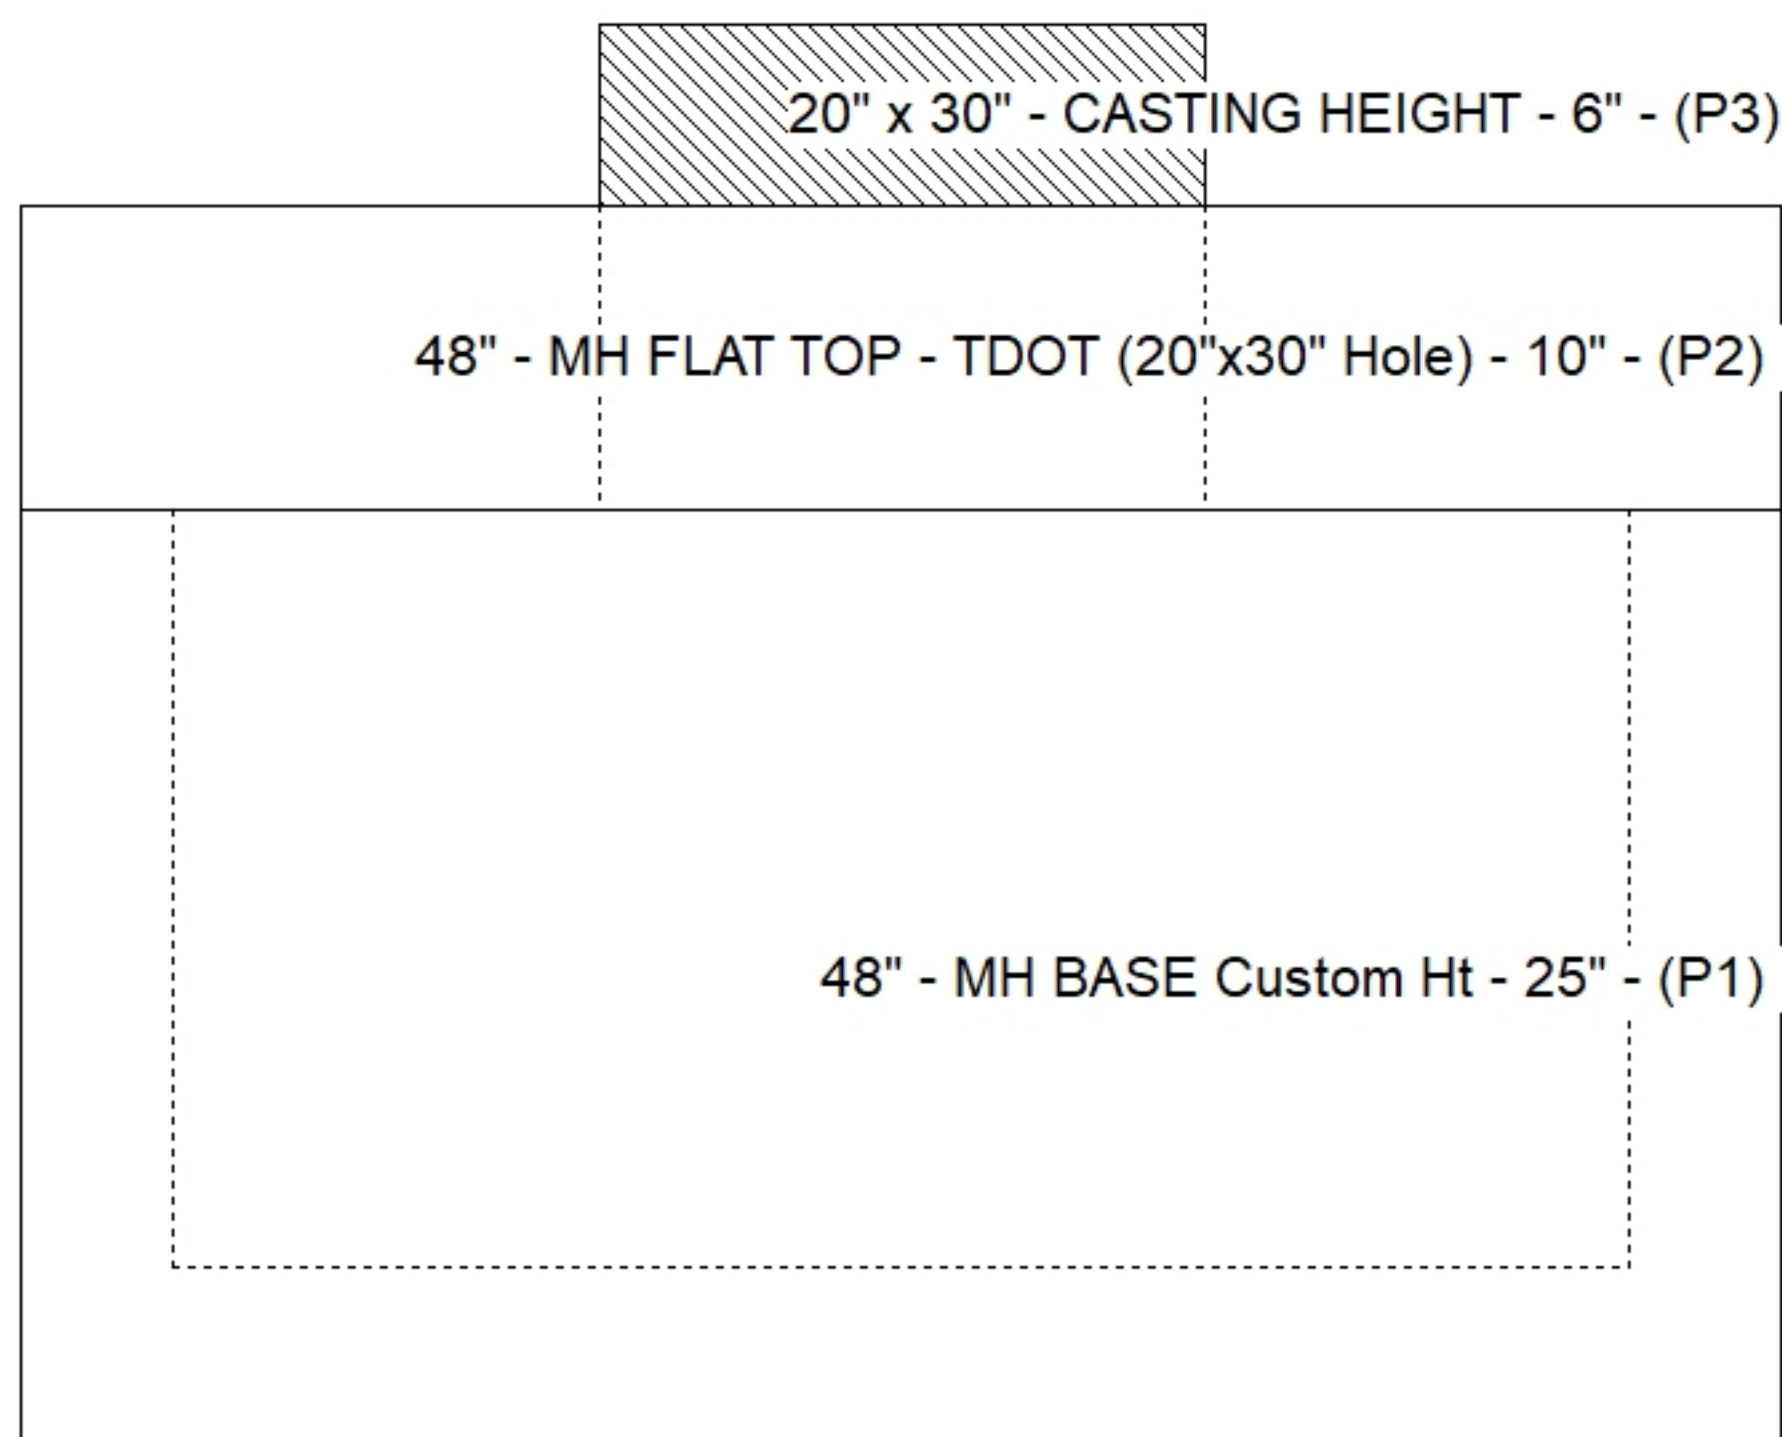 20" x 30" - CASTING HEIGHT - 6" - (P3)
48" - MH FLAT TOP - TDOT (20"x30" Hole) - 10" - (P2)
48" - MH BASE Custom Ht - 25" - (P1)